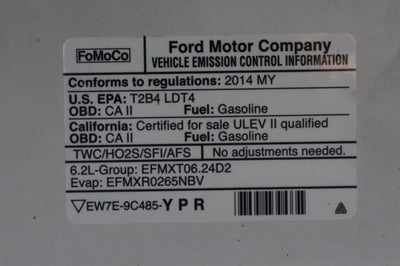 FoMoCo
Ford Motor Company
VEHICLE EMISSION CONTROL INFORMATION
Conforms to regulations: 2014 MY
U.S. EPA: T2B4 LDT4
OBD: CA II Fuel: Gasoline
California: Certified for sale ULEV II qualified
OBD: CA II Fuel: Gasoline
TWC/HO2S/SFI/AFS No adjustments needed.
6.2L-Group: EFMXT06.24D2
Evap: EFMXR0265NBV
EW7E-9C485-Y P R